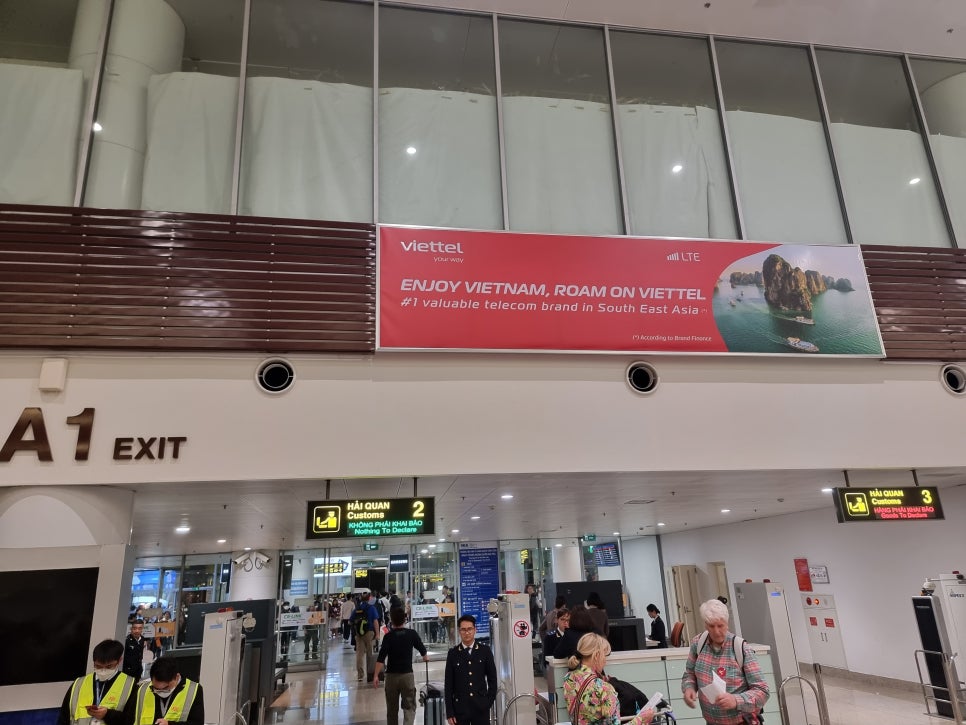 viettel
your way
LTE
ENJOY VIETNAM, ROAM ON VIETTEL
#1 valuable telecom brand in South East Asia (*)
(*) According to Brand Finance
A1 EXIT
HẢI QUAN 2
Customs
KHÔNG PHẢI KHAI BÁO
Nothing To Declare
HẢI QUAN 3
Customs
HÀNG PHẢI KHAI BÁO
Goods To Declare